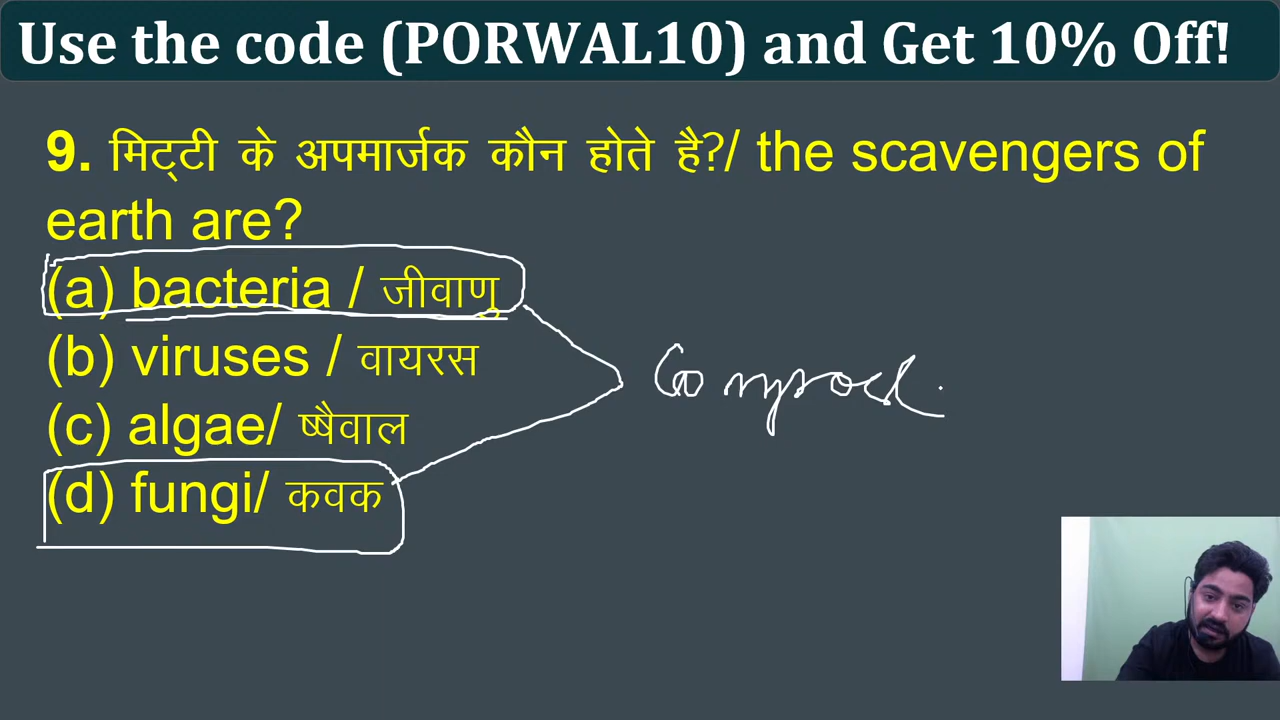 Use the code (PORWAL10) and Get 10% Off!
9. मिट्टी के अपमार्जक कौन होते है?/ the scavengers of
earth are?
(a) bacteria / जीवाणु
(b) viruses / वायरस
(c) algae/ ष्षैवाल
(d) fungi/ कवक